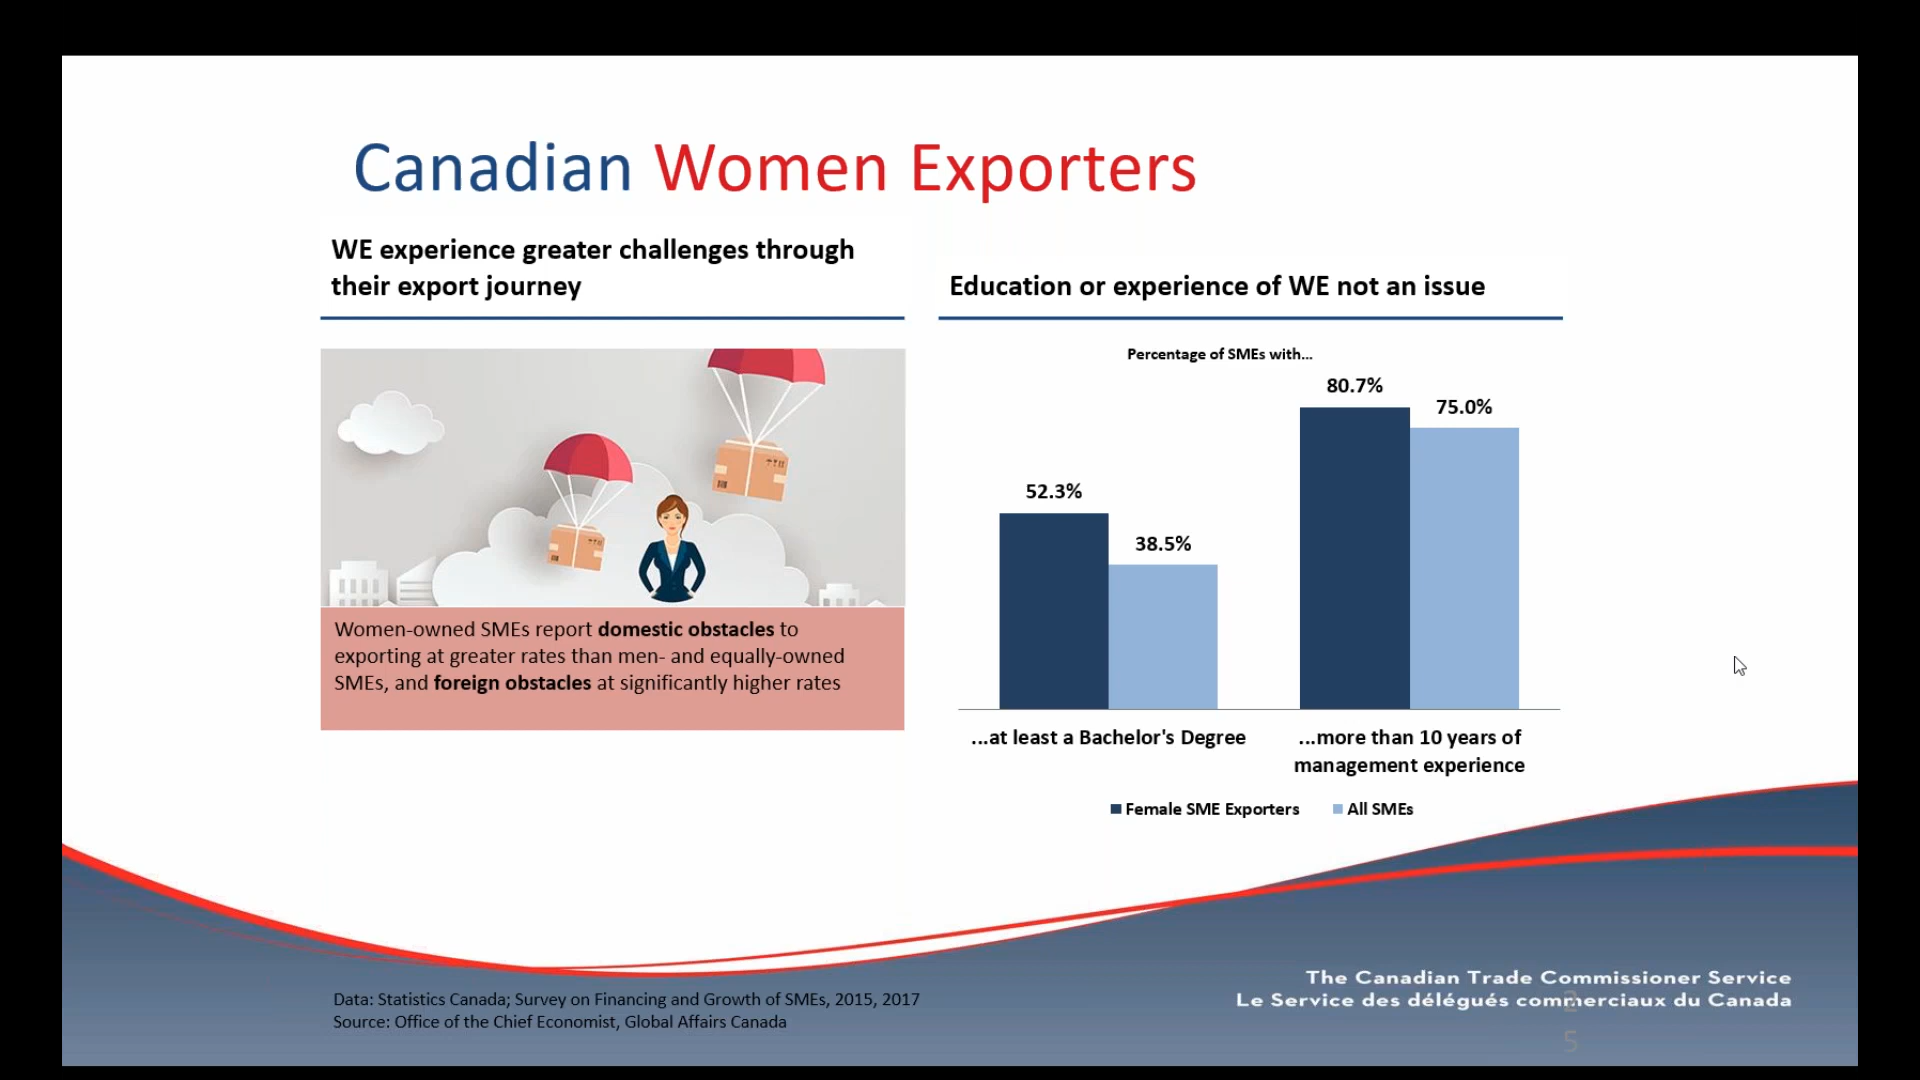 Canadian Women Exporters
WE experience greater challenges through
their export journey
Women-owned SMEs report domestic obstacles to
exporting at greater rates than men- and equally-owned
SMEs, and foreign obstacles at significantly higher rates
Education or experience of WE not an issue
Percentage of SMEs with...
52.3%
38.5%
80.7%
75.0%
...at least a Bachelor's Degree
...more than 10 years of
management experience
Female SME Exporters
All SMEs
Data: Statistics Canada; Survey on Financing and Growth of SMEs, 2015, 2017
Source: Office of the Chief Economist, Global Affairs Canada
The Canadian Trade Commissioner Service
Le Service des délégués commerciaux du Canada
2
5